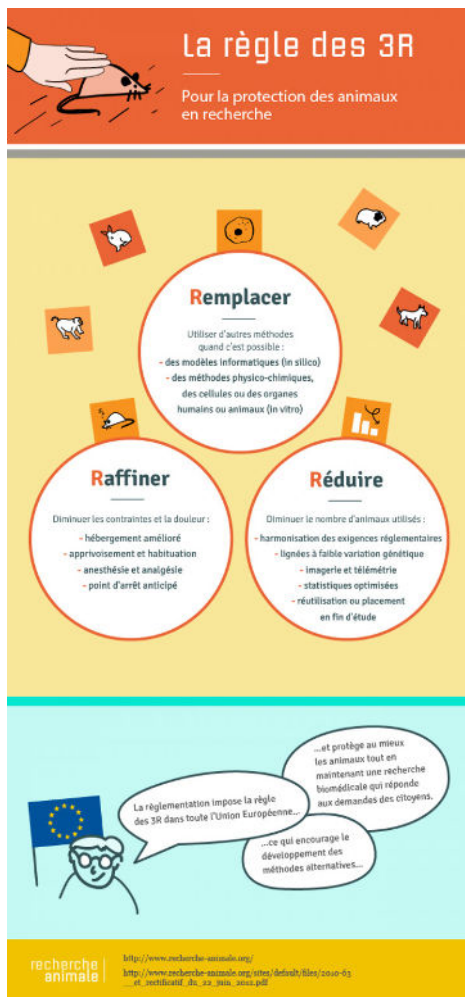 La règle des 3R
Pour la protection des animaux
en recherche
Remplacer
Utiliser d'autres méthodes
quand c'est possible :
- des modèles informatiques (in silico)
- des méthodes physico-chimiques,
des cellules ou des organes
humains ou animaux (in vitro)
Raffiner
Diminuer les contraintes et la douleur :
- hébergement amélioré
- apprivoisement et habituation
- anesthésie et analgésie
- point d'arrêt anticipé
Réduire
Diminuer le nombre d'animaux utilisés :
- harmonisation des exigences réglementaires
- lignées à faible variation génétique
- imagerie et télémétrie
- statistiques optimisées
- réutilisation ou placement
en fin d'étude
La règlementation impose la règle
des 3R dans toute l'Union Européenne...
...ce qui encourage le
développement des
méthodes alternatives...
...et protège au mieux
les animaux tout en
maintenant une recherche
biomédicale qui réponde
aux demandes des citoyens.
recherche
animale
http://www.recherche-animale.org/
http://www.recherche-animale.org/sites/default/files/2010-63
__et_rectificatif_du_22_juin_2012.pdf